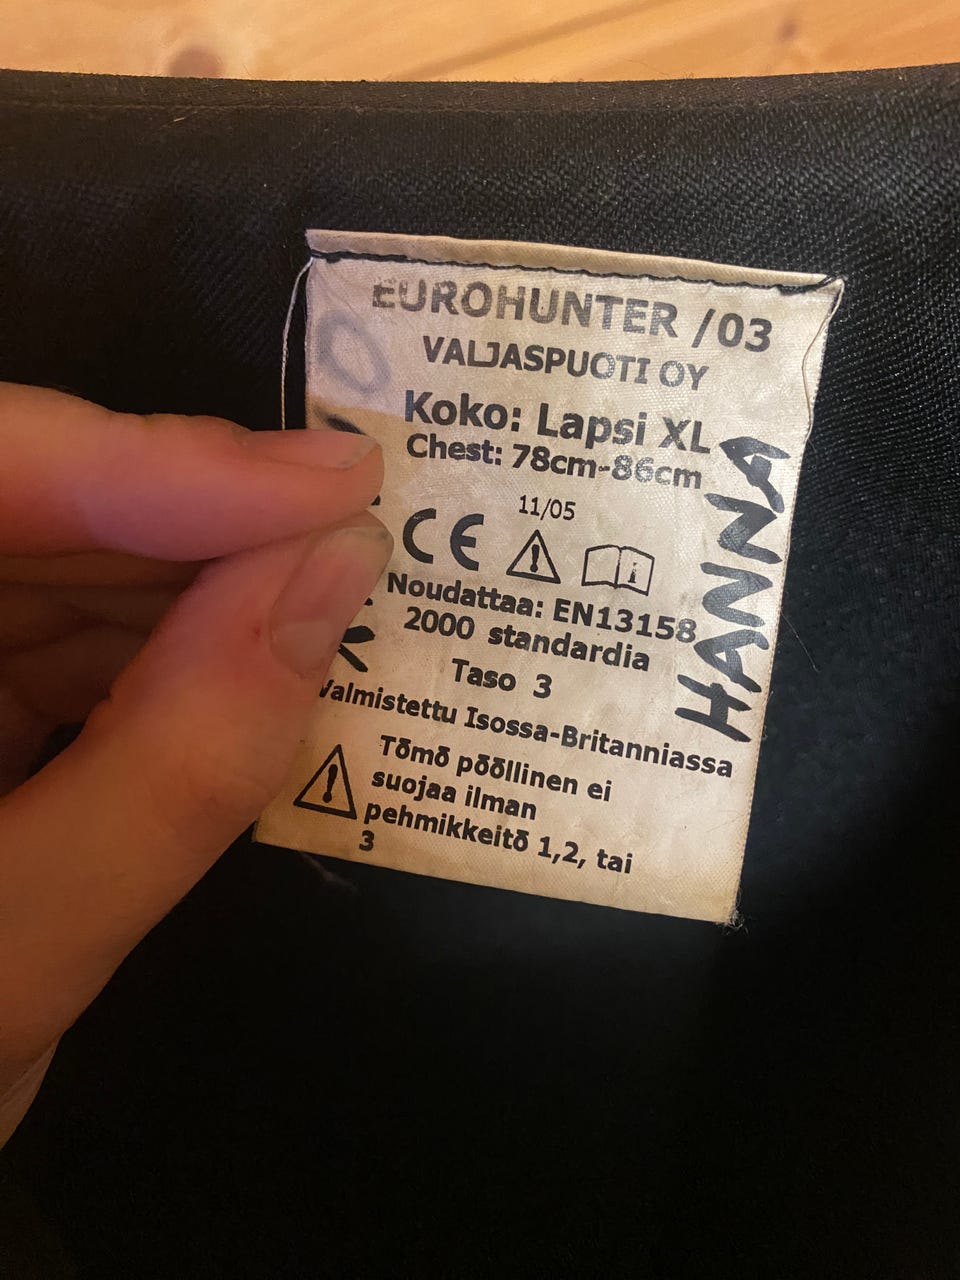 EUROHUNTER /03
VALJASPUOTI OY
Koko: Lapsi XL
Chest: 78cm-86cm
11/05
CE
Noudattaa: EN13158
2000 standardia
Taso 3
Valmistettu Isossa-Britanniassa
Tõmõ põõllinen ei
suojaa ilman
pehmikkeitõ 1,2, tai
3
HANNA